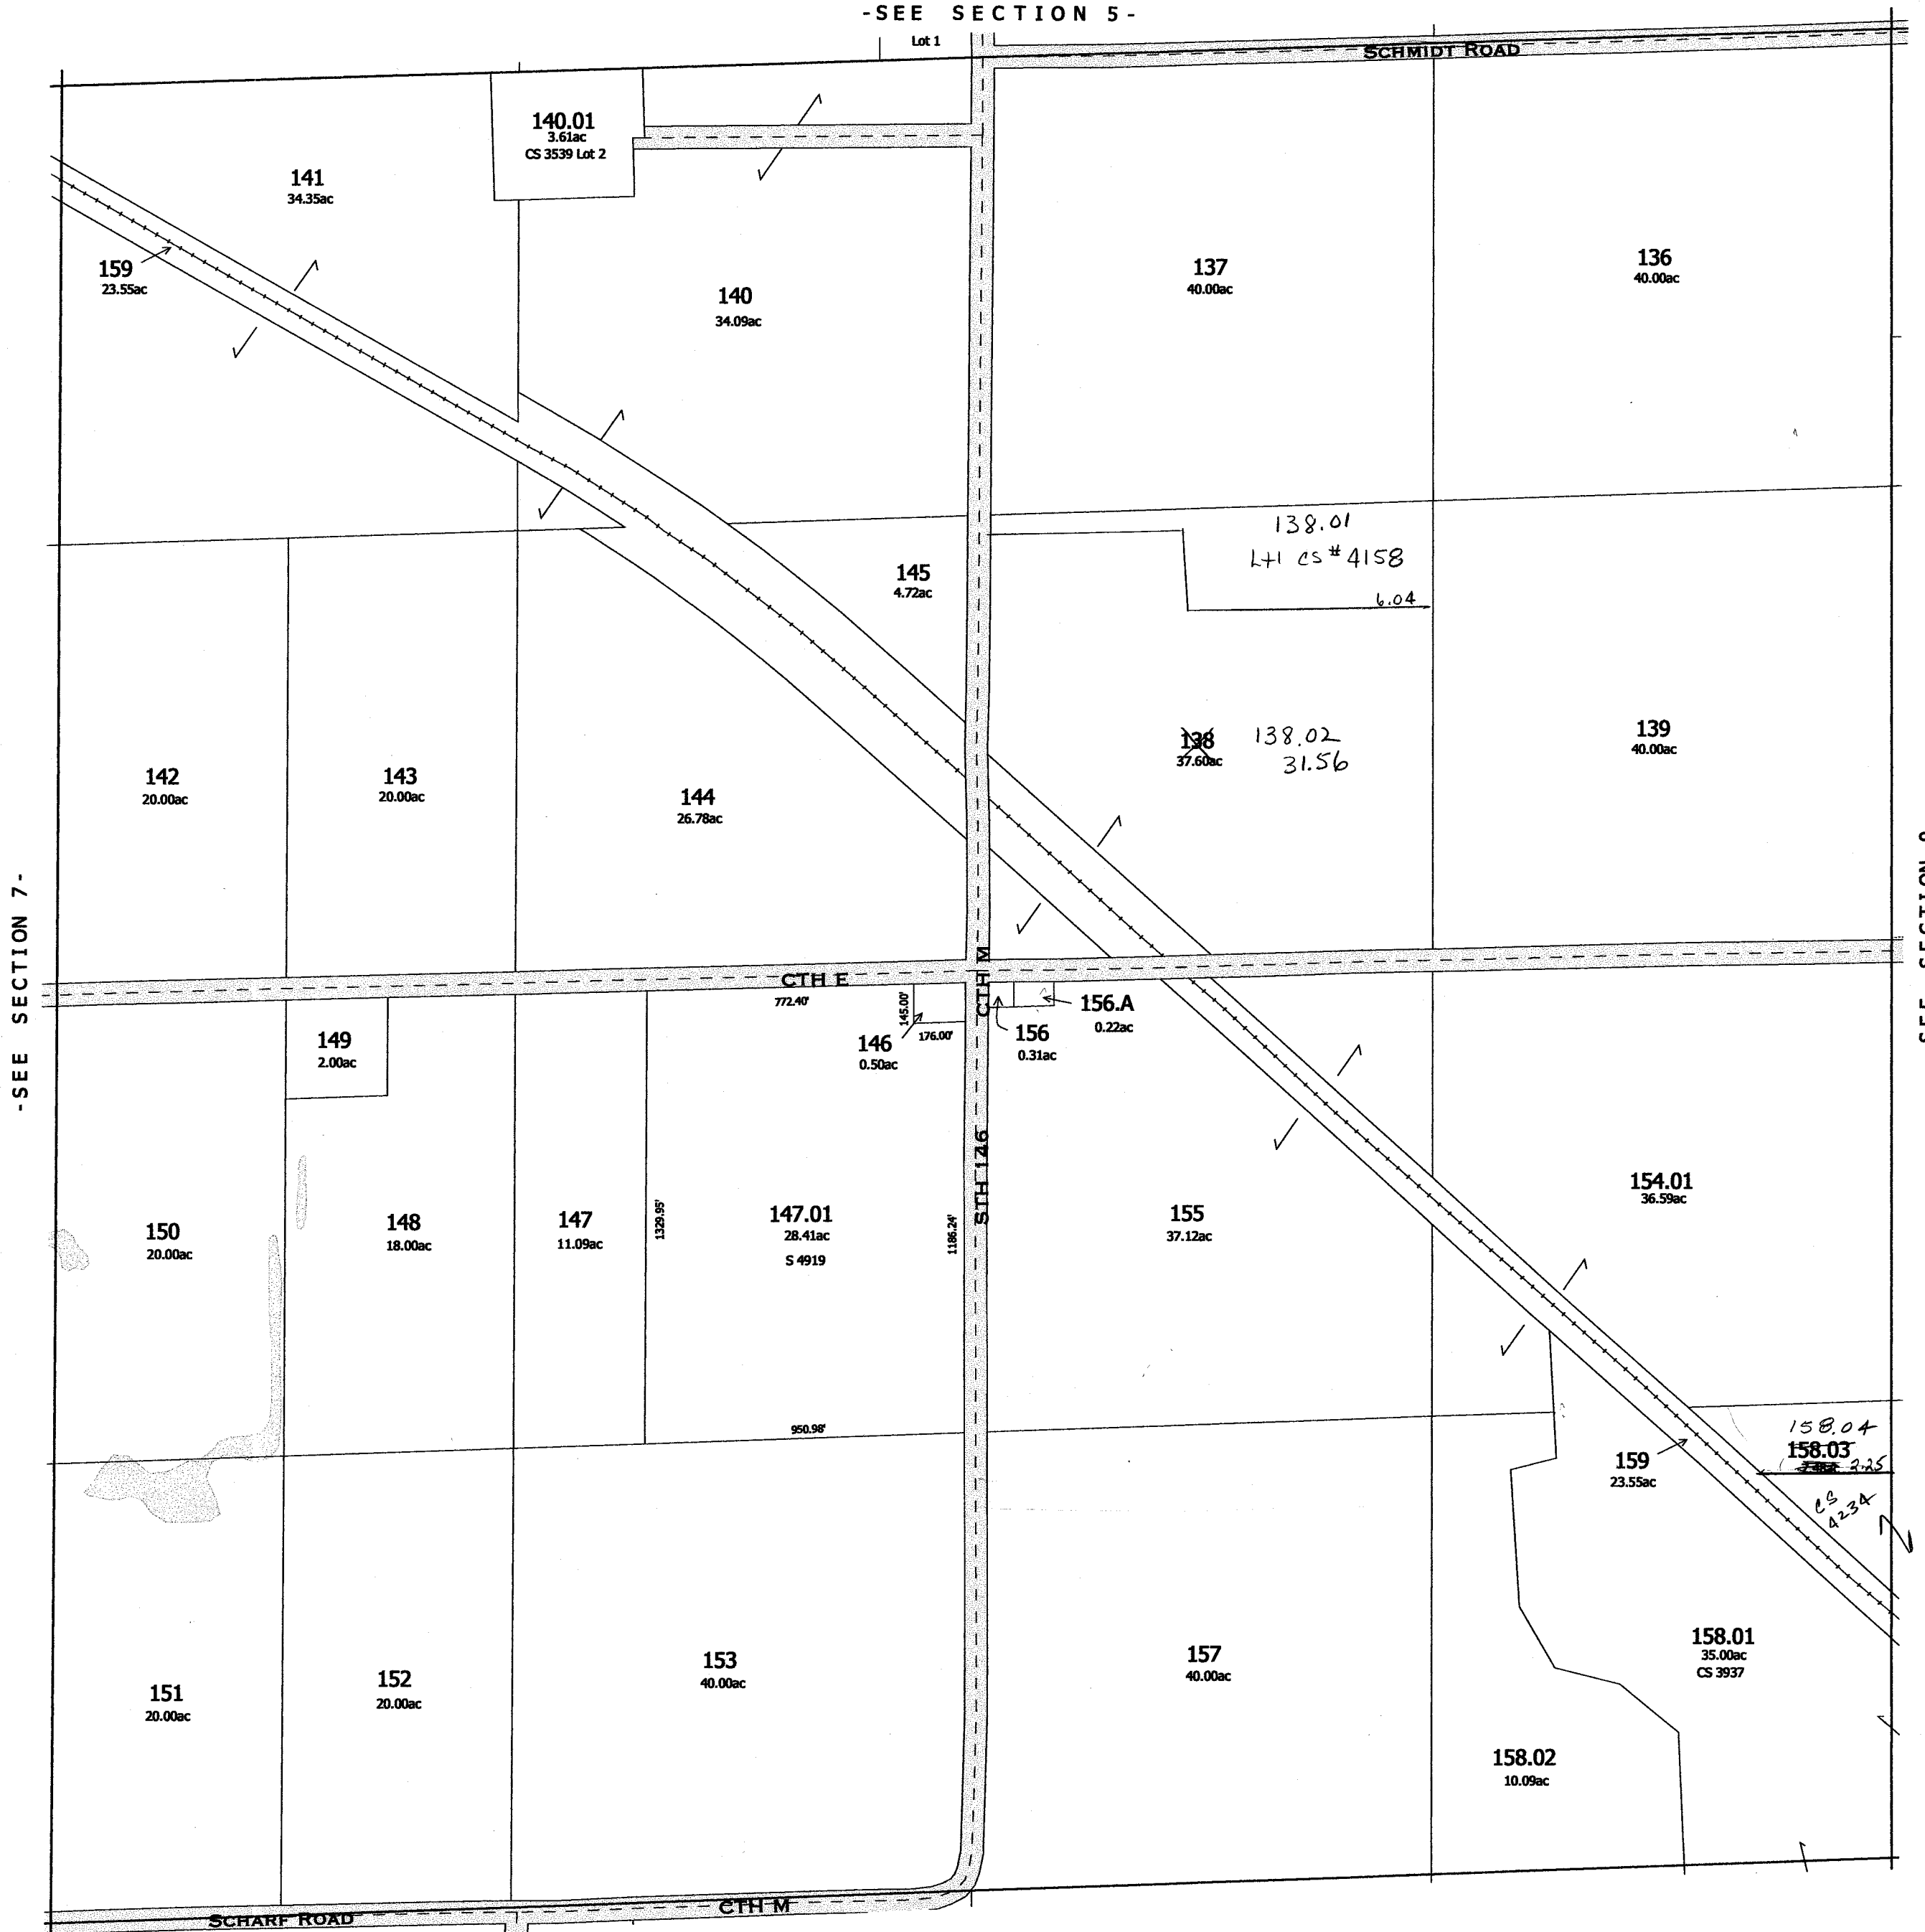 -SEE SECTION 5-
Lot 1
SCHMIDT ROAD
140.01
3.61ac
CS 3539 Lot 2
141
34.35ac
159
23.55ac
140
34.09ac
137
40.00ac
136
40.00ac
138.01
Lt1 CS # 4158
6.04
145
4.72ac
138
37.60ac
138.02
31.56
139
40.00ac
142
20.00ac
143
20.00ac
144
26.78ac
-SEE SECTION 7-
SEE SECTION
CTH E
CTH M
772.40'
145.00'
176.00'
146
0.50ac
156
0.31ac
156.A
0.22ac
149
2.00ac
150
20.00ac
148
18.00ac
147
11.09ac
1329.95'
147.01
28.41ac
S 4919
1186.24'
STH 146
155
37.12ac
154.01
36.59ac
950.98'
158.04
158.03
2.25
CS
4234
159
23.55ac
151
20.00ac
152
20.00ac
153
40.00ac
157
40.00ac
158.01
35.00ac
CS 3937
158.02
10.09ac
CTH M
SCHARF ROAD